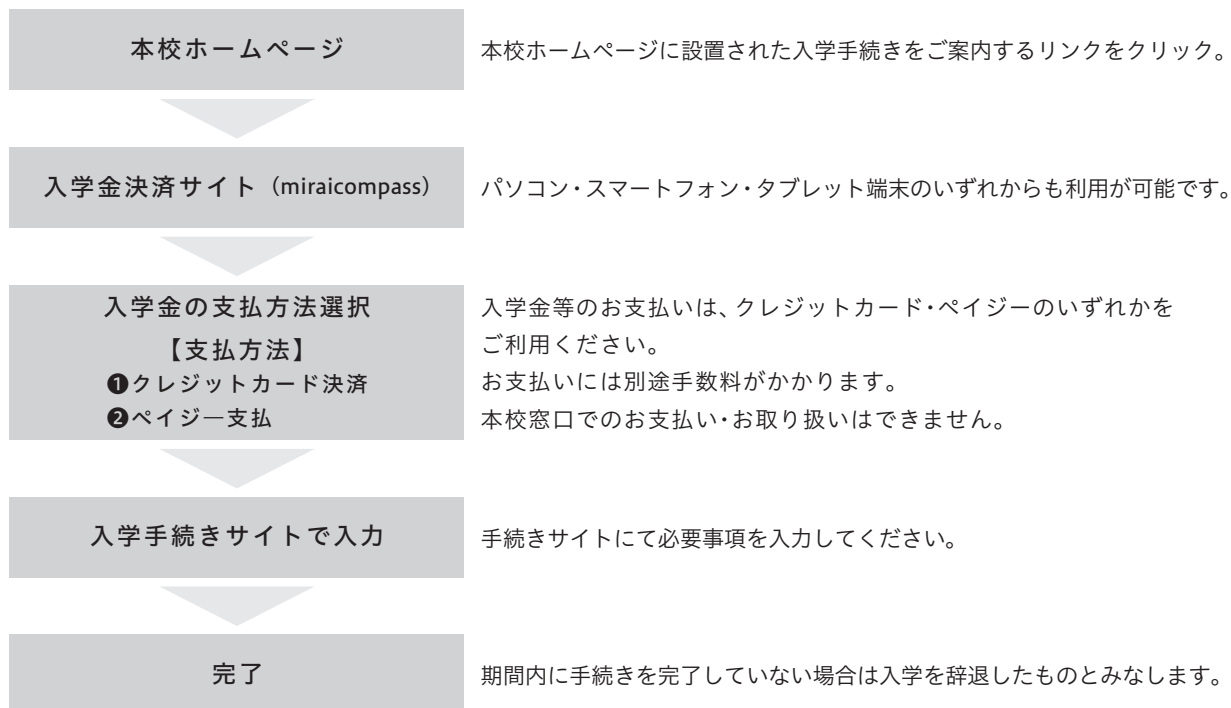 本校ホームページ
本校ホームページに設置された入学手続きをご案内するリンクをクリック。
入学金決済サイト（miraicompass）
パソコン・スマートフォン・タブレット端末のいずれからも利用が可能です。
入学金の支払方法選択
【支払方法】
❶クレジットカード決済
❷ペイジ―支払
入学金等のお支払いは、クレジットカード・ペイジーのいずれかを
ご利用ください。
お支払いには別途手数料がかかります。
本校窓口でのお支払い・お取り扱いはできません。
入学手続きサイトで入力
手続きサイトにて必要事項を入力してください。
完了
期間内に手続きを完了していない場合は入学を辞退したものとみなします。